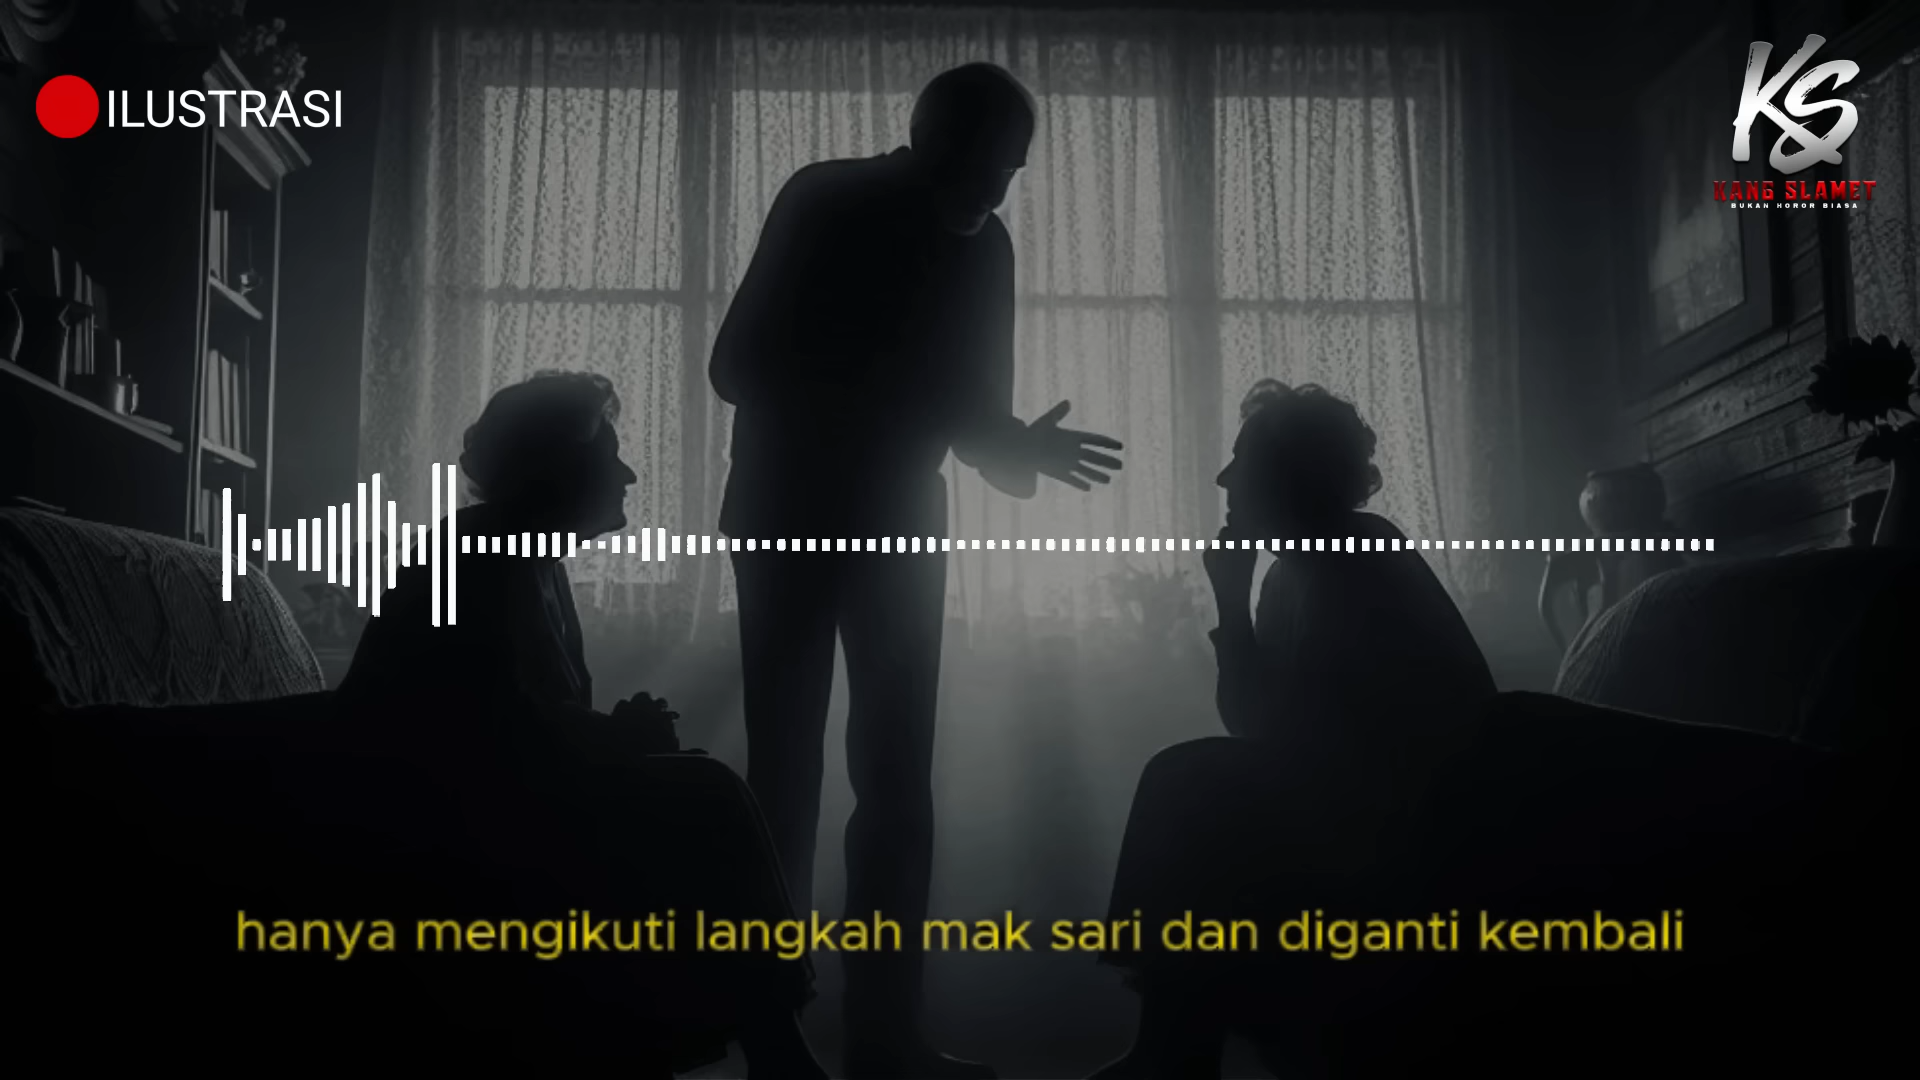 ILUSTRASI
KS
KANG SLAMET
BUKAN HOROR BIASA
hanya mengikuti langkah mak sari dan diganti kembali